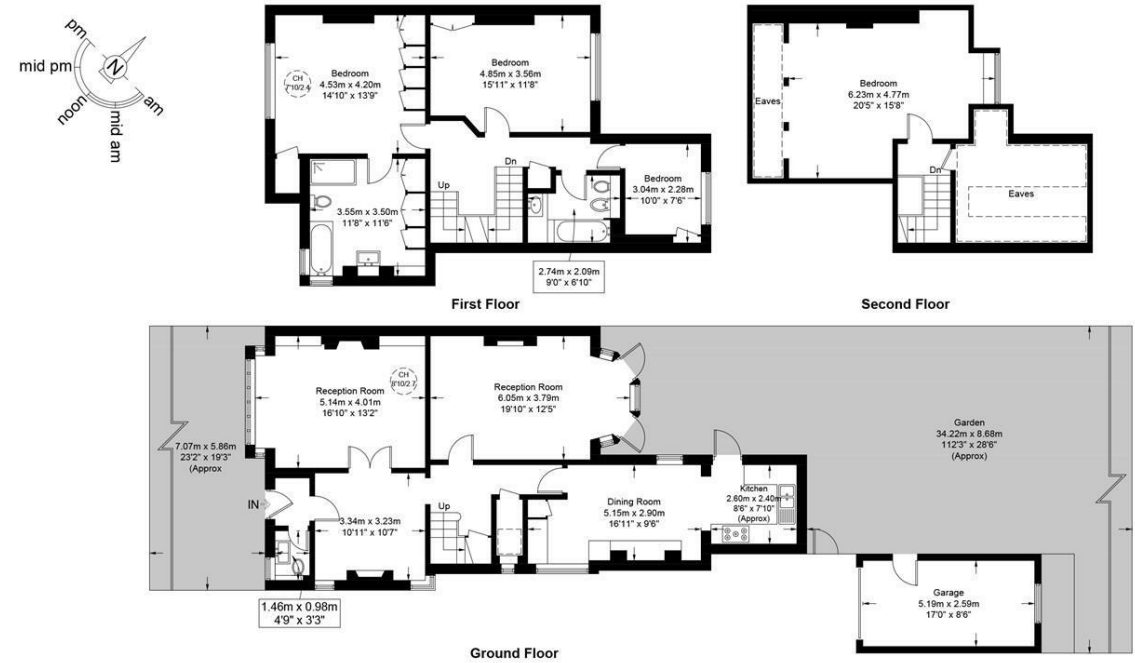 pm
mid pm
noon
mid am
am
N
Bedroom
4.53m x 4.20m
14'10" x 13'9"
CH
7'10/2.4
Bedroom
4.85m x 3.56m
15'11" x 11'8"
Bedroom
3.04m x 2.28m
10'0" x 7'6"
3.55m x 3.50m
11'8" x 11'6"
Up
Dn
2.74m x 2.09m
9'0" x 6'10"
First Floor
Bedroom
6.23m x 4.77m
20'5" x 15'8"
Eaves
Dn
Eaves
Second Floor
7.07m x 5.86m
23'2" x 19'3"
(Approx
Reception Room
5.14m x 4.01m
16'10" x 13'2"
CH
8'10/2.7
Reception Room
6.05m x 3.79m
19'10" x 12'5"
Garden
34.22m x 8.68m
112'3" x 28'6"
(Approx)
IN
3.34m x 3.23m
10'11" x 10'7"
Up
Dining Room
5.15m x 2.90m
16'11" x 9'6"
Kitchen
2.60m x 2.40m
8'6" x 7'10"
(Approx)
1.46m x 0.98m
4'9" x 3'3"
Garage
5.19m x 2.59m
17'0" x 8'6"
Ground Floor